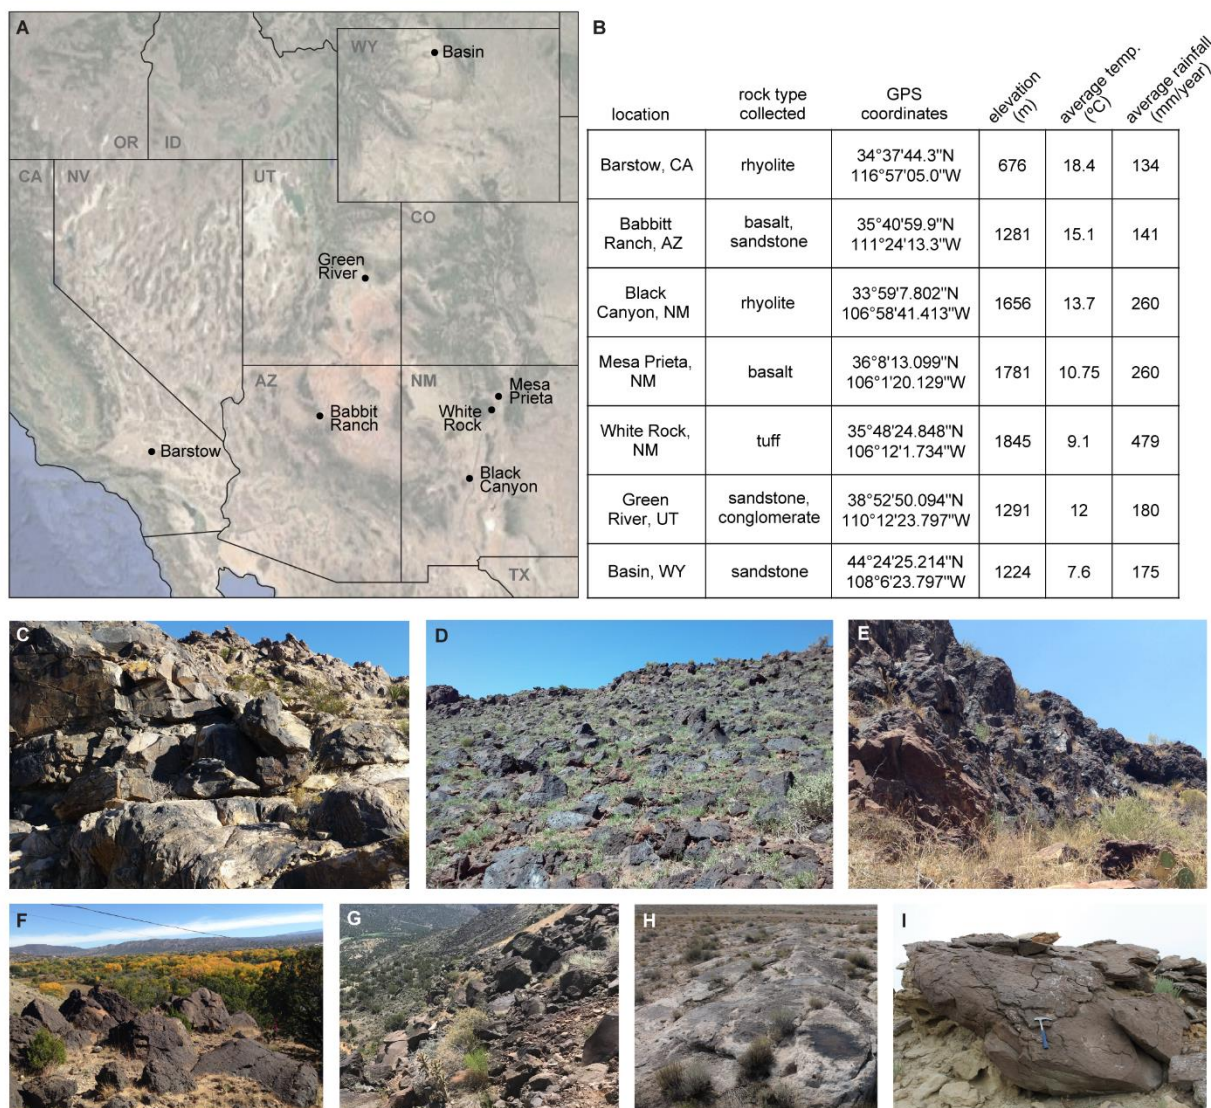 A
WY
Basin
OR
ID
CA
NV
UT
CO
Green
River
AZ
NM
Mesa
Prieta
White
Rock
Babbit
Ranch
Barstow
Black
Canyon
TX
B
location
rock type
collected
GPS
coordinates
elevation
(m)
average temp.
(ºC)
average rainfall
(mm/year)
Barstow, CA
rhyolite
34°37'44.3"N
116°57'05.0"W
676
18.4
134
Babbitt
Ranch, AZ
basalt,
sandstone
35°40'59.9"N
111°24'13.3"W
1281
15.1
141
Black
Canyon, NM
rhyolite
33°59'7.802"N
106°58'41.413"W
1656
13.7
260
Mesa Prieta,
NM
basalt
36°8'13.099"N
106°1'20.129"W
1781
10.75
260
White Rock,
NM
tuff
35°48'24.848"N
106°12'1.734"W
1845
9.1
479
Green
River, UT
sandstone,
conglomerate
38°52'50.094"N
110°12'23.797"W
1291
12
180
Basin, WY
sandstone
44°24'25.214"N
108°6'23.797"W
1224
7.6
175
C
D
E
F
G
H
I